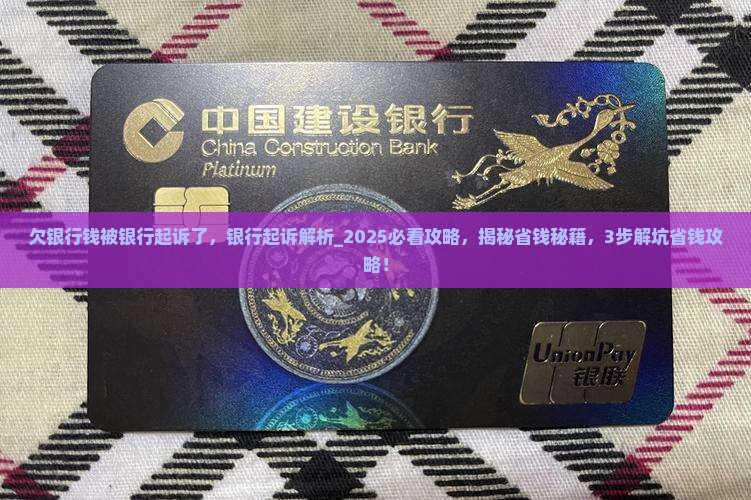 中国建设银行
China Construction Bank
Platinum
欠银行钱被银行起诉了，银行起诉解析_2025必看攻略，揭秘省钱秘籍，3步解坑省钱攻
略！
UnionPay
银联